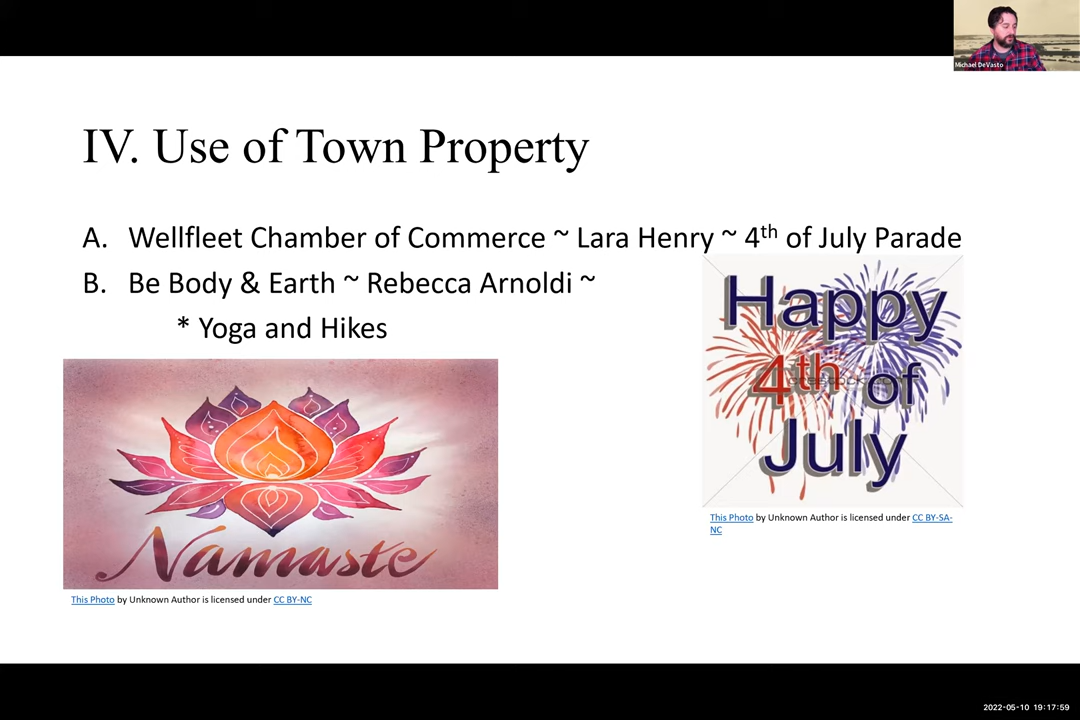 Michael DeVasto
IV. Use of Town Property
A. Wellfleet Chamber of Commerce ~ Lara Henry ~ 4th of July Parade
B. Be Body & Earth ~ Rebecca Arnoldi ~
* Yoga and Hikes
Happy
4th of
July
This Photo by Unknown Author is licensed under CC BY-SA-
NC
Namaste
This Photo by Unknown Author is licensed under CC BY-NC
2022-05-10 19:17:59